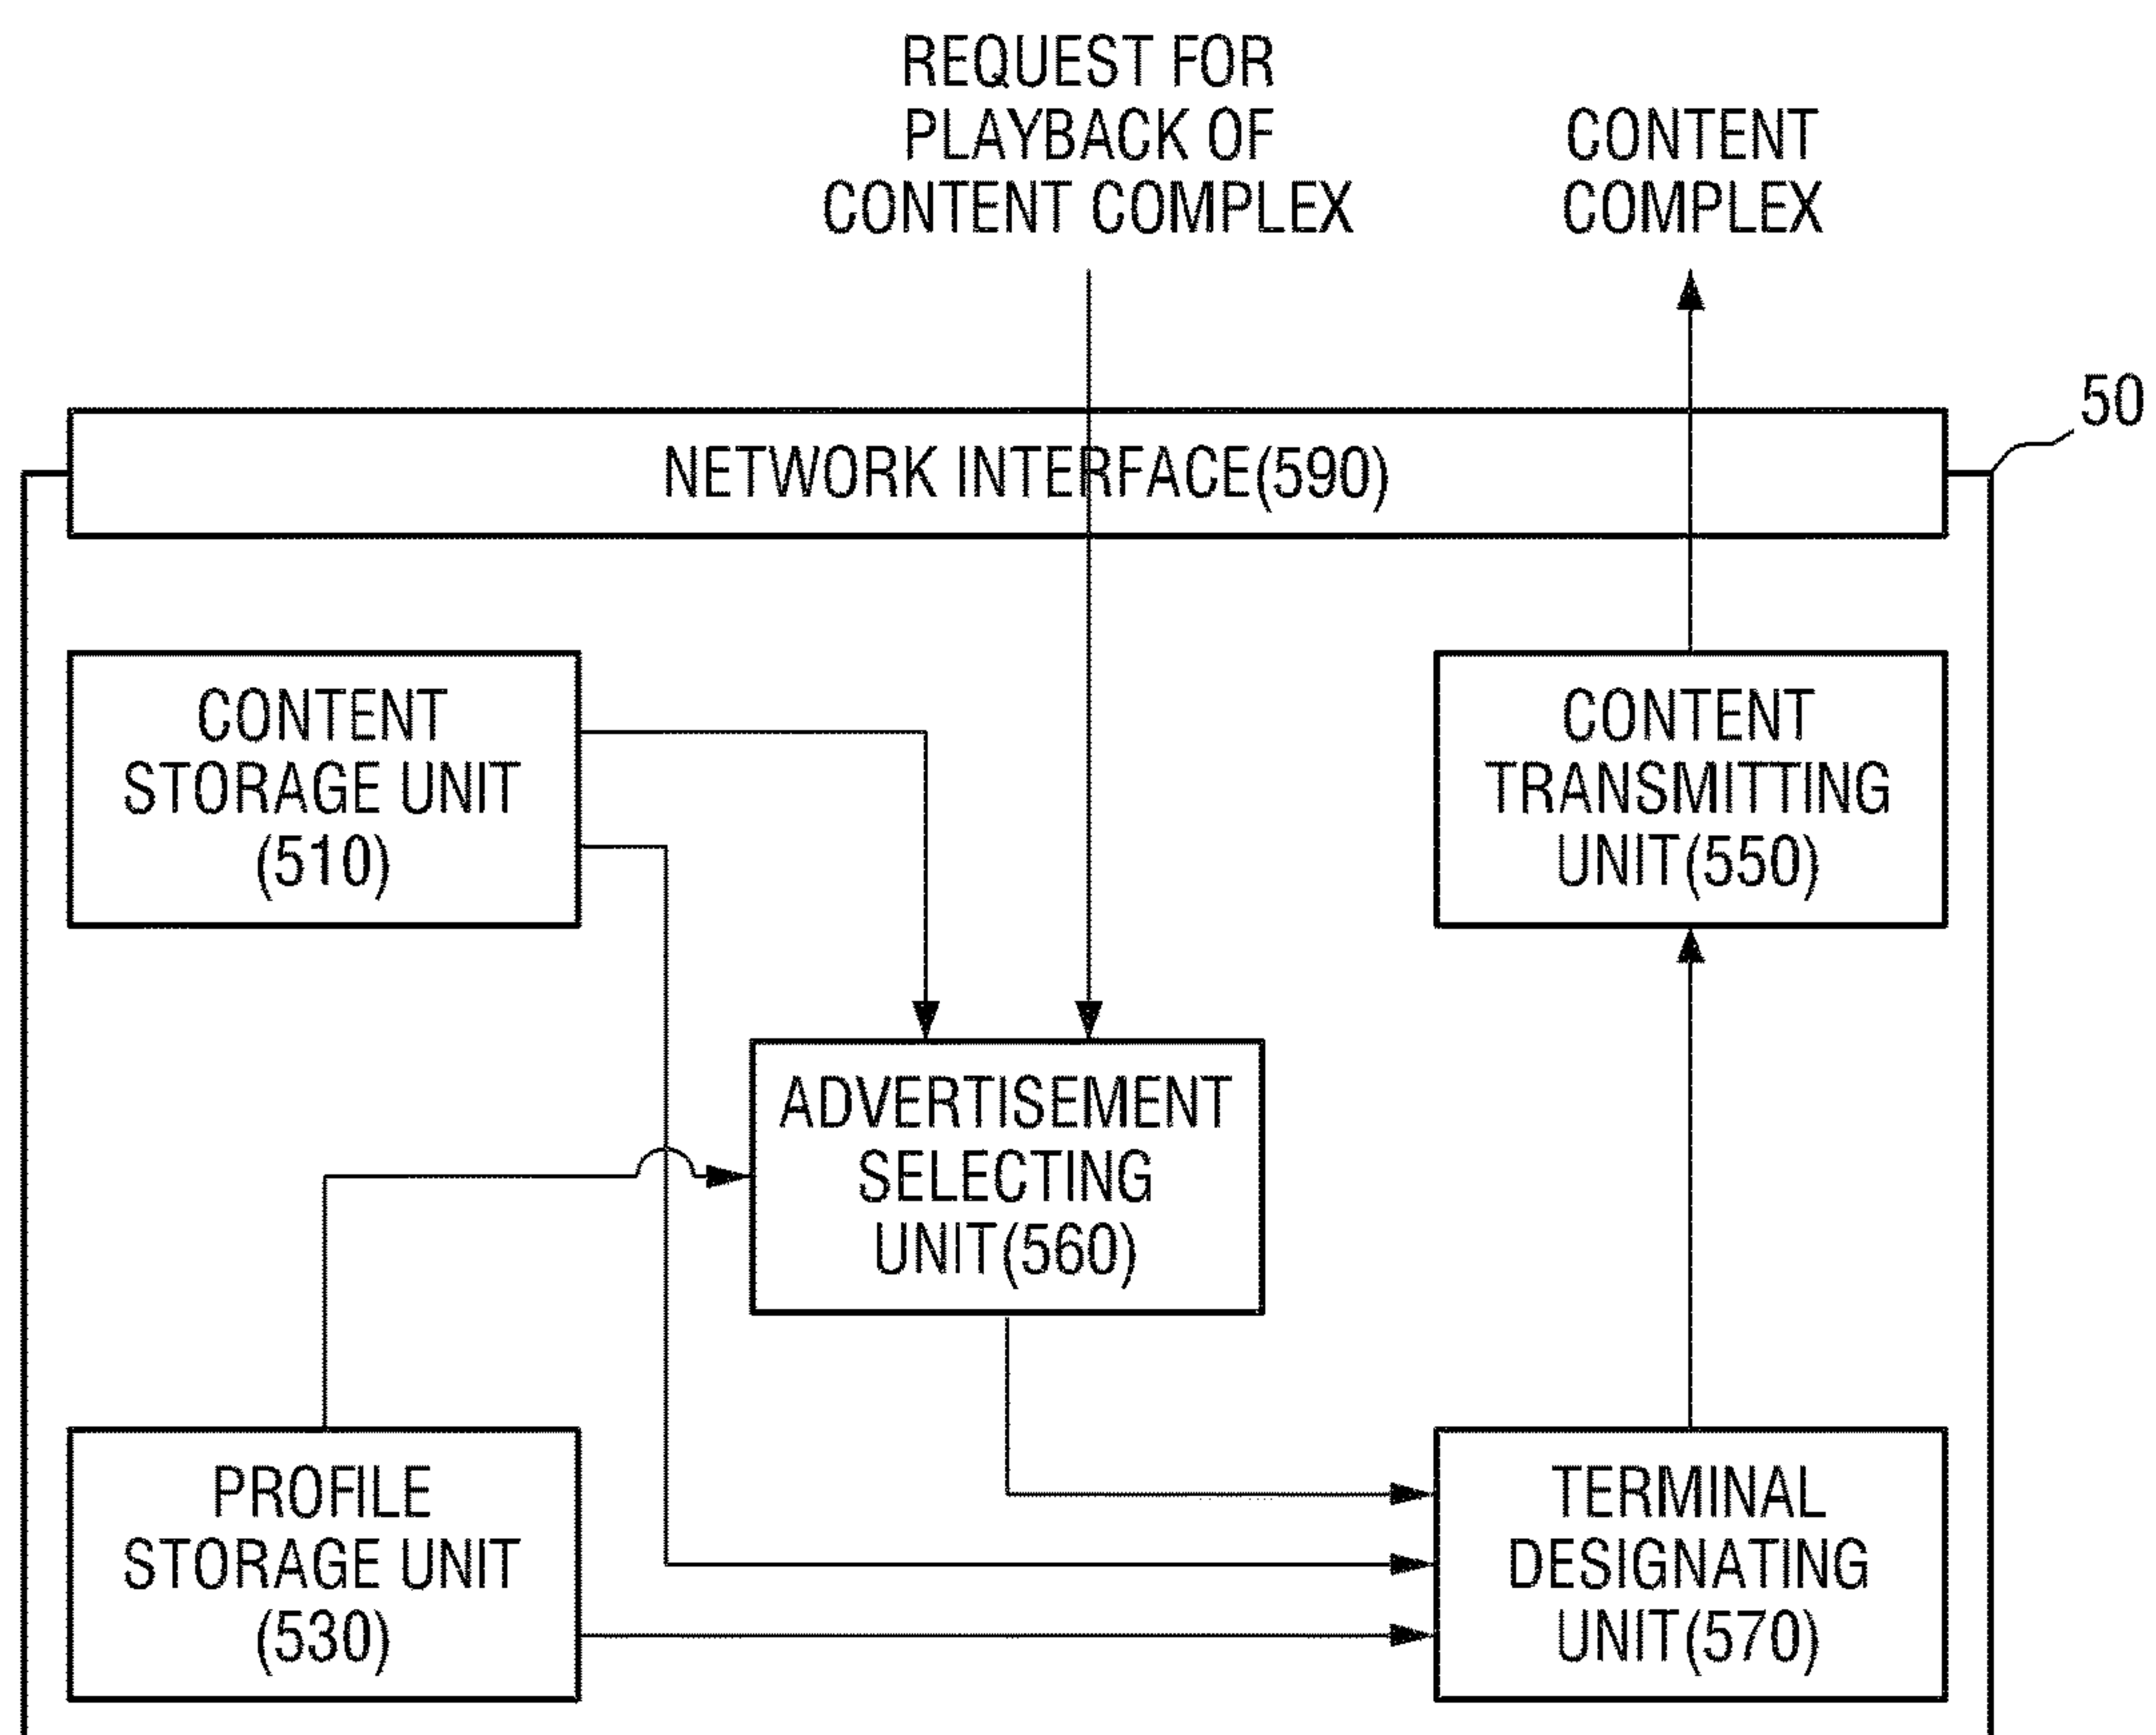 REQUEST FOR
PLAYBACK OF
CONTENT COMPLEX
CONTENT
COMPLEX
50
NETWORK INTERFACE(590)
CONTENT
STORAGE UNIT
(510)
CONTENT
TRANSMITTING
UNIT(550)
ADVERTISEMENT
SELECTING
UNIT(560)
PROFILE
STORAGE UNIT
(530)
TERMINAL
DESIGNATING
UNIT(570)